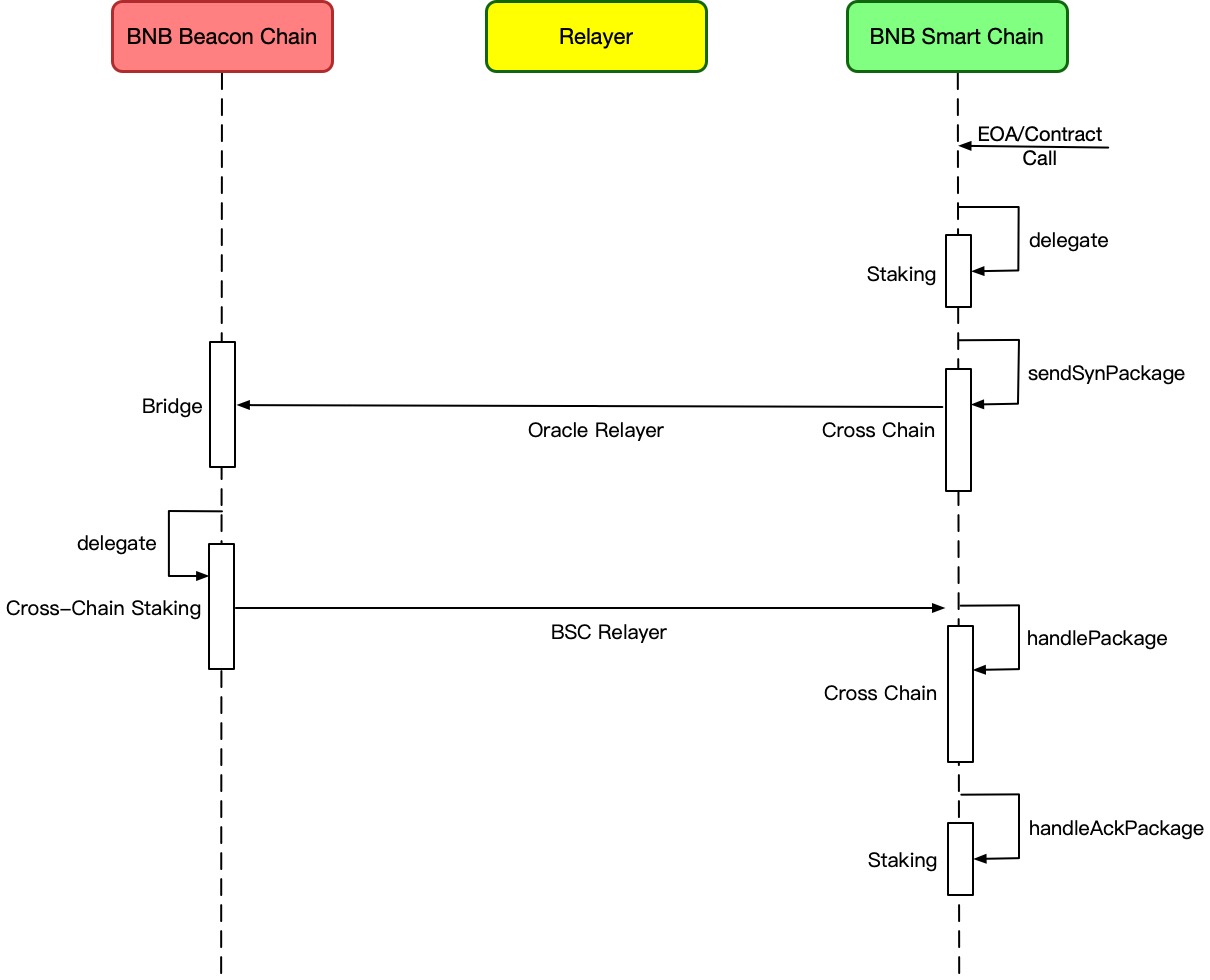 BNB Beacon Chain
Relayer
BNB Smart Chain
EOA/Contract
Call
delegate
Staking
sendSynPackage
Bridge
Oracle Relayer
Cross Chain
delegate
Cross-Chain Staking
BSC Relayer
handlePackage
Cross Chain
handleAckPackage
Staking